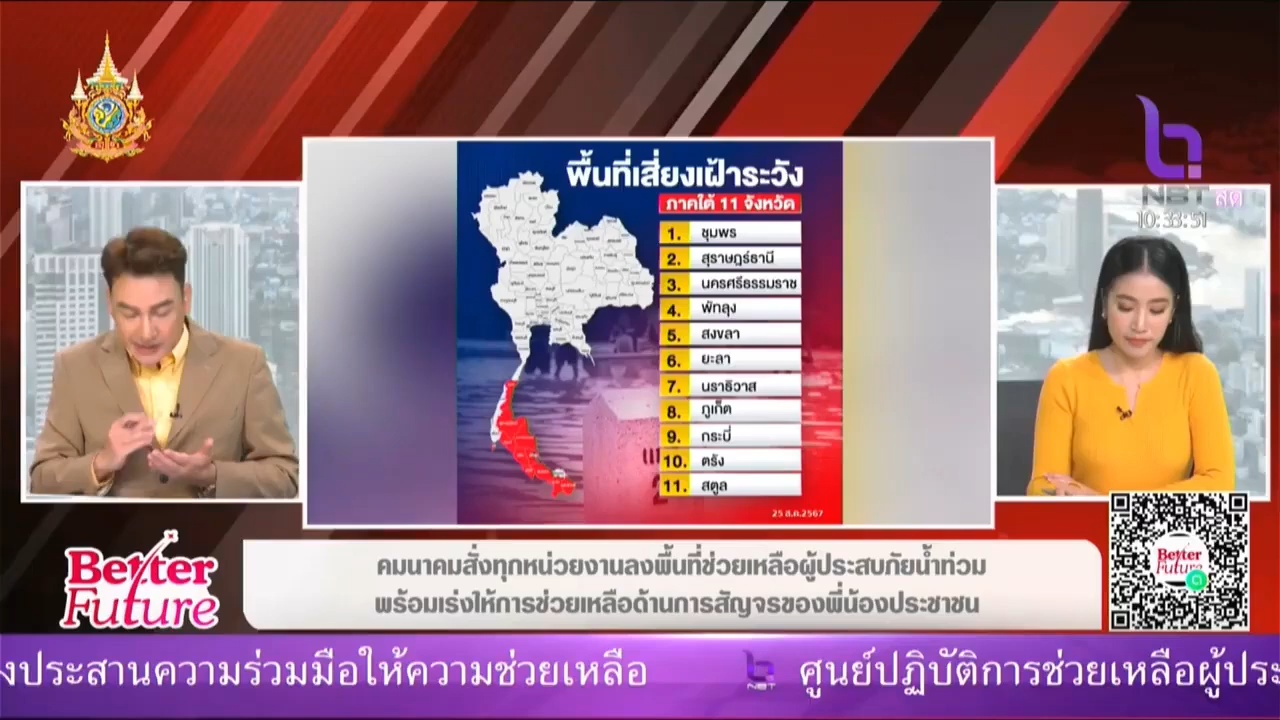 NBT สด
10:33:51
พื้นที่เสี่ยงเฝ้าระวัง
ภาคใต้ 11 จังหวัด
1. ชุมพร
2. สุราษฎร์ธานี
3. นครศรีธรรมราช
4. พัทลุง
5. สงขลา
6. ยะลา
7. นราธิวาส
8. ภูเก็ต
9. กระบี่
10. ตรัง
11. สตูล
25 ธ.ค.2567
Better Future
Better Future
คมนาคมสั่งทุกหน่วยงานลงพื้นที่ช่วยเหลือผู้ประสบภัยน้ำท่วม
พร้อมเร่งให้การช่วยเหลือด้านการสัญจรของพี่น้องประชาชน
งประสานความร่วมมือให้ความช่วยเหลือ NBT ศูนย์ปฏิบัติการช่วยเหลือผู้ประ